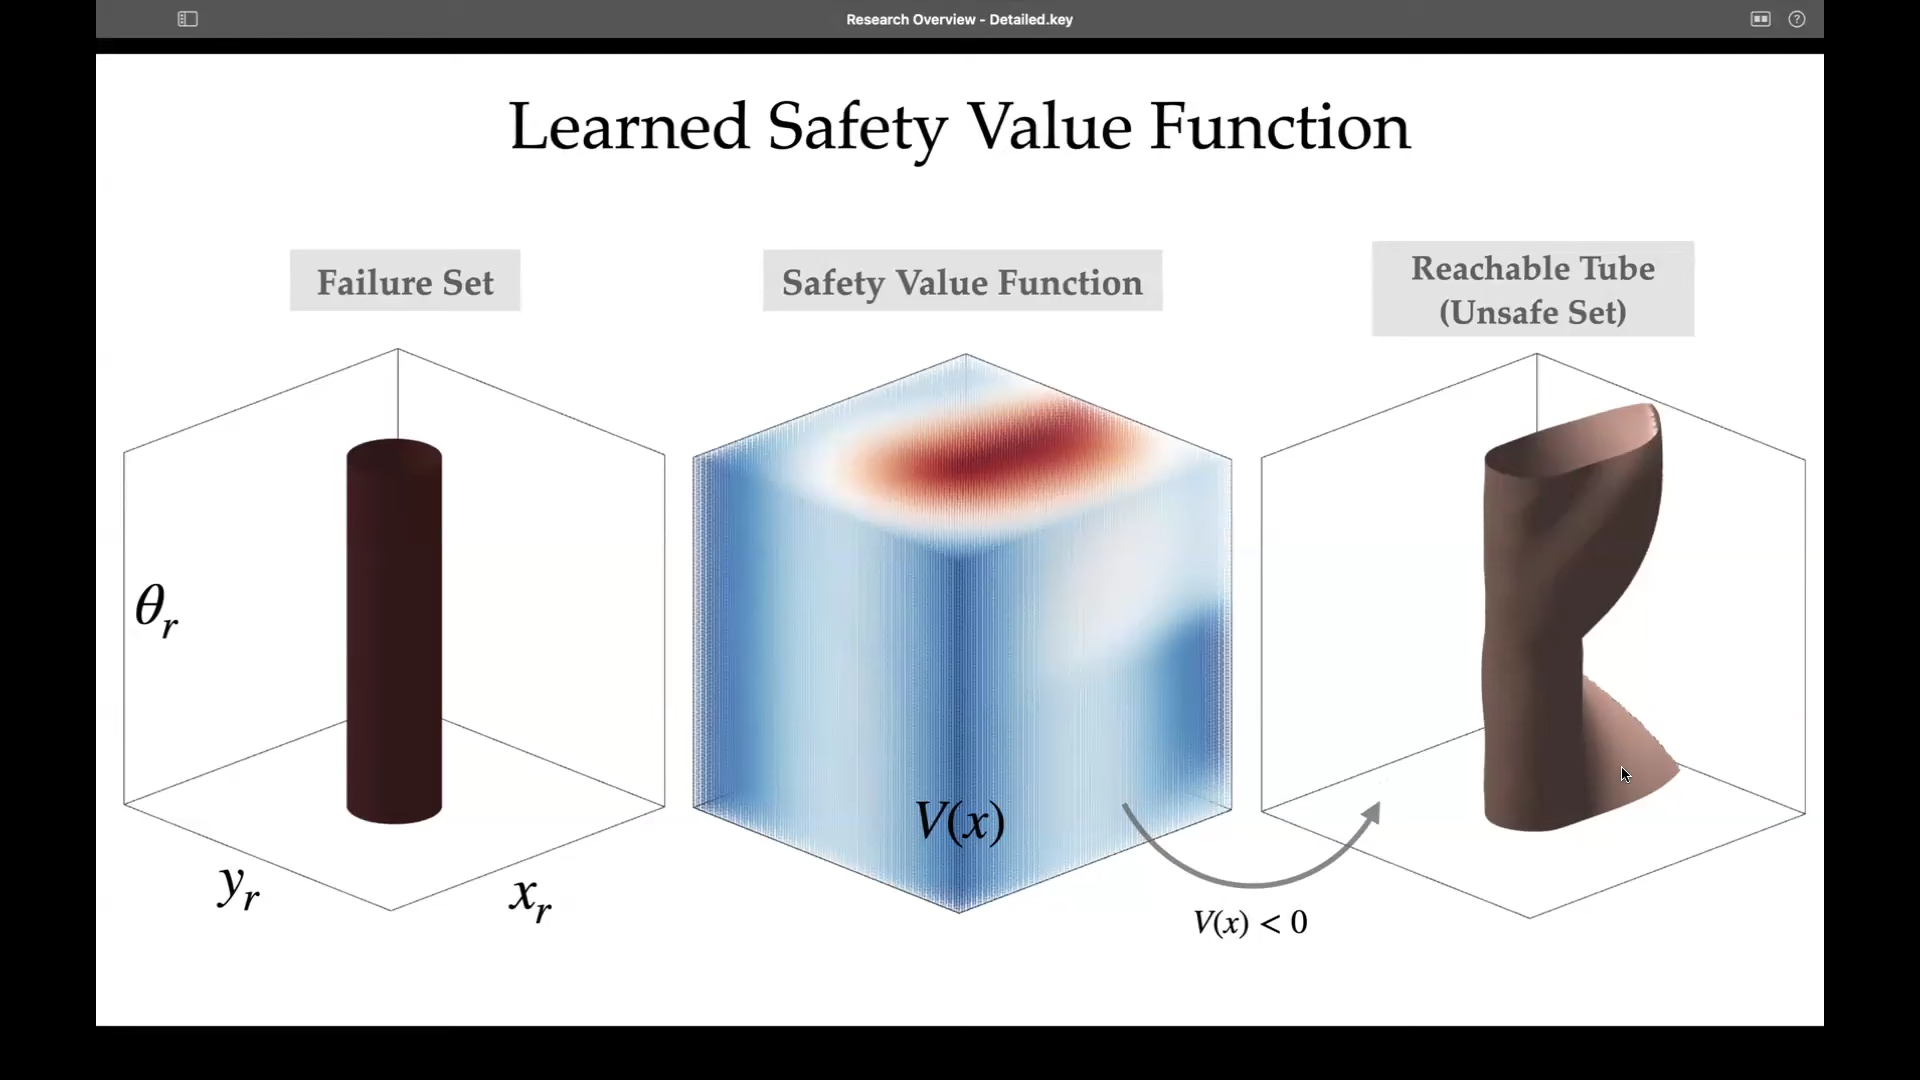 Research Overview - Detailed.key
Learned Safety Value Function
Failure Set
Safety Value Function
Reachable Tube
(Unsafe Set)
θᵣ
yᵣ
xᵣ
V(x)
V(x) < 0